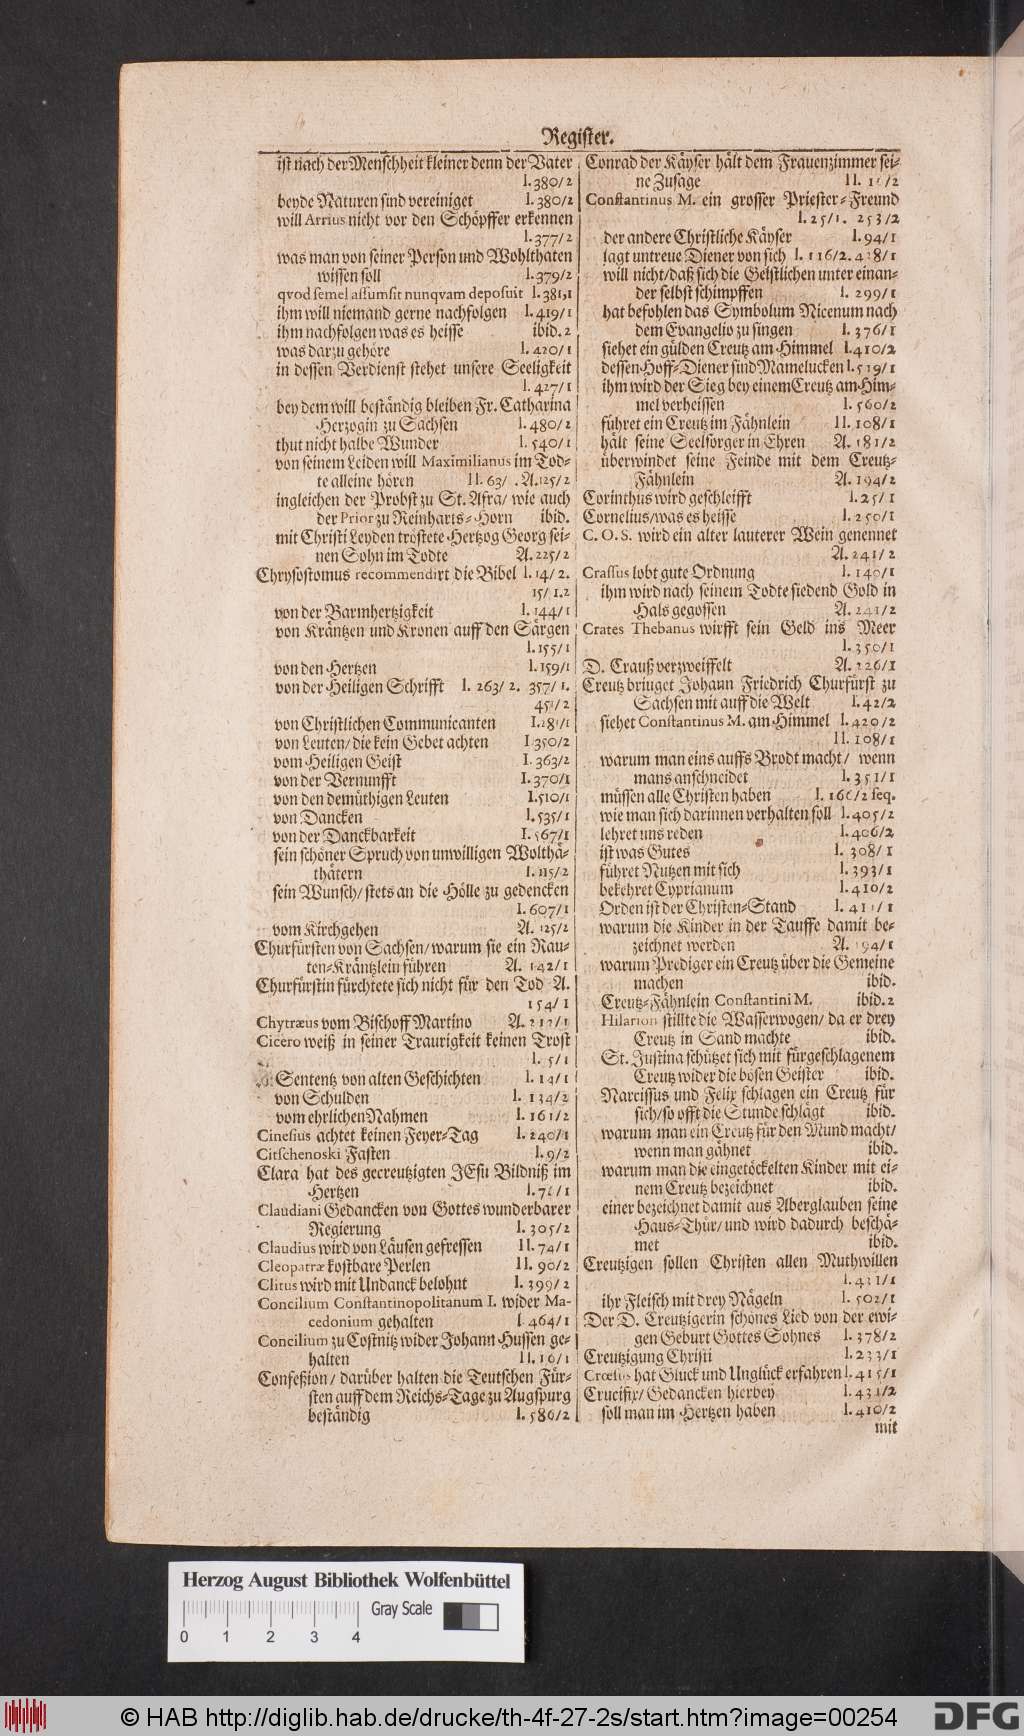 Register.
ist nach der Menschheit kleiner denn der Vater
I. 380/2
beyde Naturen sind vereiniget I. 380/2
will Arrius nicht vor den Schöpffer erkennen
I. 377/2
was man von seiner Person und Wohlthaten
wissen soll I. 379/2
qvod semel assumsit nunqvam deposuit I. 381,1
ihm will niemand gerne nachfolgen I. 419/1
ihm nachfolgen was es heisse ibid. 2
was darzu gehöre I. 420/1
in dessen Verdienst stehet unsere Seeligkeit
I. 427/1
bey dem will beständig bleiben Fr. Catharina
Herzogin zu Sachsen I. 480/2
thut nicht halbe Wunder I. 540/1
von seinem Leiden will Maximilianus im Tod-
te alleine hören II. 63/ . A. 125/2
ingleichen der Probst zu St. Afra/ wie auch
der Prior zu Reinharts-Horn ibid.
mit Christi Leyden tröstete Hertzog Georg sei-
nen Sohn im Todte A. 225/2
Chrysostomus recommendirt die Bibel I. 14/2.
15/1.2
von der Barmhertzigkeit I. 144/1
von Kräntzen und Kronen auff den Särgen
I. 155/1
von den Hertzen I. 159/1
von der Heiligen Schrifft I. 263/2. 357/1.
45 /2
von Christlichen Communicanten I. 281/1
von Leuten/ die kein Gebet achten I 350/2
vom Heiligen Geist I. 363/2
von der Vernunfft I. 370/1
von den demüthigen Leuten I. 510/1
von Dancken I. 535/1
von der Danckbarkeit I. 567/1
sein schöner Spruch von unwilligen Wolthä-
thätern I. 115/2
sein Wunsch/ stets an die Hölle zu gedencken
I. 607/1
vom Kirchgehen A. 125/2
Churfürsten von Sachsen/ warum sie ein Rau-
ten-Kräntzlein führen A. 142/1
Churfürstin fürchtete sich nicht für den Tod A.
154/1
Chytræus vom Bischoff Martino A. 212/1
Cicero weiß in seiner Traurigkeit keinen Trost
I. 5/1
Sententz von alten Geschichten I. 14/1
von Schulden I. 134/2
vom ehrlichen Nahmen I. 161/2
Cinesius achtet keinen Feyer-Tag I. 240/1
Citschenoski Fasten I. 9/2
Clara hat des gecreutzigten JEsu Bildniß im
Hertzen I. 76/1
Claudiani Gedancken von Gottes wunderbarer
Regierung I. 305/2
Claudius wird von Läusen gefressen II. 74/1
Cleopatræ kostbare Perlen II. 90/2
Clitus wird mit Undanck belohnt I. 399/2
Concilium Constantinopolitanum I. wider Ma-
cedonium gehalten I 464/1
Concilium zu Costnitz wider Johann Hussen ge-
halten II. 16/1
Confeßion/ darüber halten die Teutschen Für-
sten auff dem Reichs-Tage zu Augspurg
beständig I. 586/2
Conrad der Käyser hält dem Frauenzimmer sei-
ne Zusage II. 16/2
Constantinus M. ein grosser Priester-Freund
I. 25/1. 253/2
der andere Christliche Käyser I. 94/1
jagt untreue Diener von sich I. 116/2. 428/1
will nicht/ daß sich die Geistlichen unter einan-
der selbst schimpffen I. 299/1
hat befohlen das Symbolum Nicenum nach
dem Evangelio zu singen I. 376/1
siehet ein gülden Creutz am Himmel I. 410/2
dessen Hoff-Diener sind Mamelucken I. 519/1
ihm wird der Sieg bey einem Creutz am Him-
mel verheissen I. 560/2
führet ein Creutz im Fähnlein II. 108/1
hält seine Seelsorger in Ehren A. 181/2
überwindet seine Feinde mit dem Creutz-
Fähnlein A. 194/2
Corinthus wird geschleifft I. 25/1
Cornelius/ was es heisse I. 250/1
C. O. S. wird ein alter lauterer Wein genennet
A. 241/2
Crassus lobt gute Ordnung I. 140/1
ihm wird nach seinem Todte siedend Gold in
Hals gegossen A. 241/2
Crates Thebanus wirfft sein Geld ins Meer
I. 350/1
D. Crauß verzweiffelt A. 226/1
Creutz bringet Johann Friedrich Churfürst zu
Sachsen mit auff die Welt I. 42/2
siehet Constantinus M. am Himmel I. 420/2
II. 108/1
warum man eins auffs Brodt macht/ wenn
mans anschneidet I. 351/1
müssen alle Christen haben I. 166/2 seq.
wie man sich darinnen verhalten soll I. 405/2
lehret uns reden I. 406/2
ist was Gutes I. 308/1
führet Nutzen mit sich I. 393/1
bekehret Cyprianum I. 410/2
Orden ist der Christen-Stand I. 411/1
warum die Kinder in der Tauffe damit be-
zeichnet werden A. 194/1
warum Prediger ein Creutz über die Gemeine
machen ibid.
Creutz-Fähnlein Constantini M. ibid. 2
Hilarion stillte die Wasserwogen/ da er drey
Creutz in Sand machte ibid.
St. Justina schützet sich mit fürgeschlagenem
Creutz wider die bösen Geister ibid.
Narcissus und Felix schlagen ein Creutz für
sich/ so offt die Stunde schlägt ibid.
warum man ein Creutz für den Mund macht/
wenn man gähnet ibid.
warum man die eingetöckelten Kinder mit ei-
nem Creutz bezeichnet ibid.
einer bezeichnet damit aus Aberglauben seine
Haus-Thür/ und wird dadurch beschä-
met ibid.
Creutzigen sollen Christen allen Muthwillen
I. 431/1
ihr Fleisch mit drey Nägeln I. 502/1
Der D. Creutzigerin schönes Lied von der ewi-
gen Geburt Gottes Sohnes I. 378/2
Creutzigung Christi I. 233/1
Crœsus hat Glück und Unglück erfahren I. 415/1
Crucifix/ Gedancken hierbey I. 431/2
soll man im Hertzen haben I. 410/2
mit
Herzog August Bibliothek Wolfenbüttel
Gray Scale
0 1 2 3 4
© HAB http://diglib.hab.de/drucke/th-4f-27-2s/start.htm?image=00254
DFG